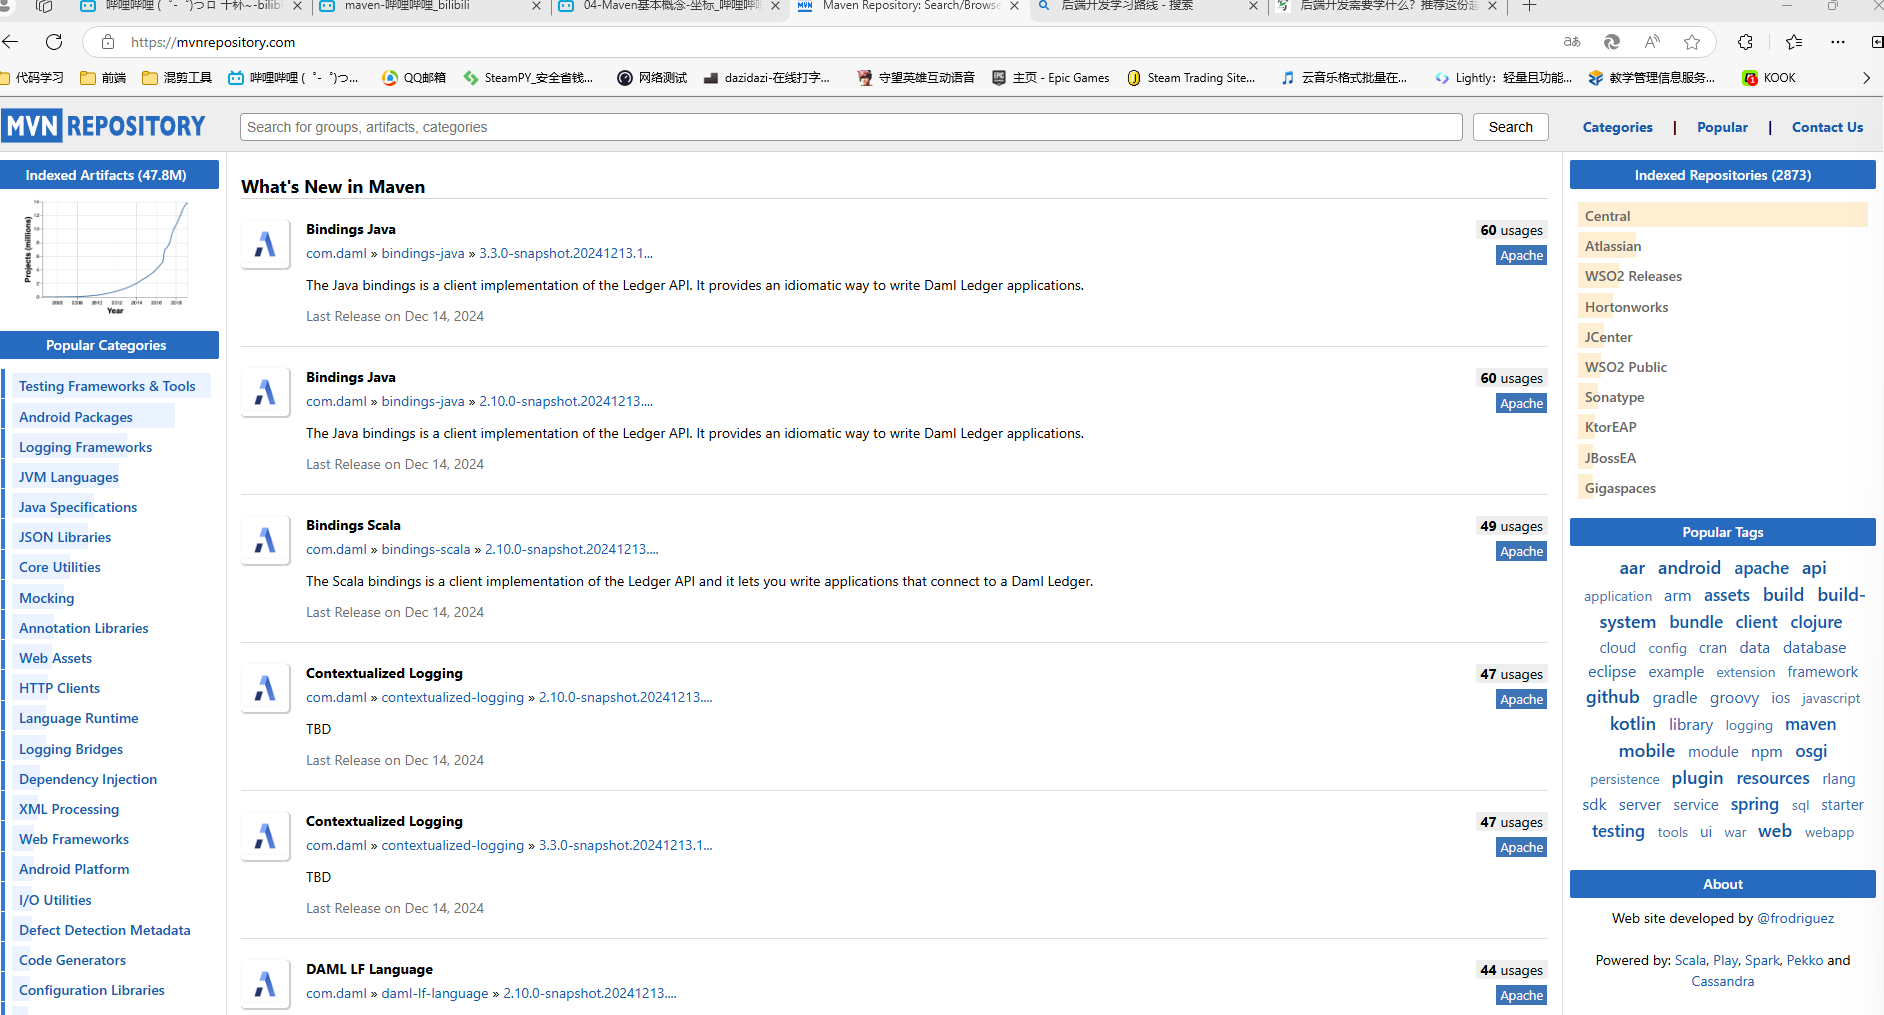 maven-哔哩哔哩_bilibili
04-Maven基本概念-坐标_哔哩哔
Maven Repository: Search/Browse
后端开发学习路线 - 搜索
https://mvnrepository.com
代码学习
前端
混剪工具
哔哩哔哩 ( ゜- ゜)つ...
QQ邮箱
SteamPY_安全省钱...
网络测试
dazidazi-在线打字...
守望英雄互动语音
主页 - Epic Games
Steam Trading Site...
云音乐格式批量在...
Lightly：轻量且功能...
教学管理信息服务...
KOOK
MVN REPOSITORY
Search for groups, artifacts, categories
Search
Categories | Popular | Contact Us
Indexed Artifacts (47.8M)
Projects (millions)
Year
Popular Categories
Testing Frameworks & Tools
Android Packages
Logging Frameworks
JVM Languages
Java Specifications
JSON Libraries
Core Utilities
Mocking
Annotation Libraries
Web Assets
HTTP Clients
Language Runtime
Logging Bridges
Dependency Injection
XML Processing
Web Frameworks
Android Platform
I/O Utilities
Defect Detection Metadata
Code Generators
Configuration Libraries
What's New in Maven
Bindings Java
60 usages
com.daml » bindings-java » 3.3.0-snapshot.20241213.1...
Apache
The Java bindings is a client implementation of the Ledger API. It provides an idiomatic way to write Daml Ledger applications.
Last Release on Dec 14, 2024
Bindings Java
60 usages
com.daml » bindings-java » 2.10.0-snapshot.20241213....
Apache
The Java bindings is a client implementation of the Ledger API. It provides an idiomatic way to write Daml Ledger applications.
Last Release on Dec 14, 2024
Bindings Scala
49 usages
com.daml » bindings-scala » 2.10.0-snapshot.20241213....
Apache
The Scala bindings is a client implementation of the Ledger API and it lets you write applications that connect to a Daml Ledger.
Last Release on Dec 14, 2024
Contextualized Logging
47 usages
com.daml » contextualized-logging » 2.10.0-snapshot.20241213....
Apache
TBD
Last Release on Dec 14, 2024
Contextualized Logging
47 usages
com.daml » contextualized-logging » 3.3.0-snapshot.20241213.1...
Apache
TBD
Last Release on Dec 14, 2024
DAML LF Language
44 usages
com.daml » daml-lf-language » 2.10.0-snapshot.20241213....
Apache
Indexed Repositories (2873)
Central
Atlassian
WSO2 Releases
Hortonworks
JCenter
WSO2 Public
Sonatype
KtorEAP
JBossEA
Gigaspaces
Popular Tags
aar android apache api
application arm assets build build-
system bundle client clojure
cloud config cran data database
eclipse example extension framework
github gradle groovy ios javascript
kotlin library logging maven
mobile module npm osgi
persistence plugin resources rlang
sdk server service spring sql starter
testing tools ui war web webapp
About
Web site developed by @frodriguez
Powered by: Scala, Play, Spark, Pekko and
Cassandra